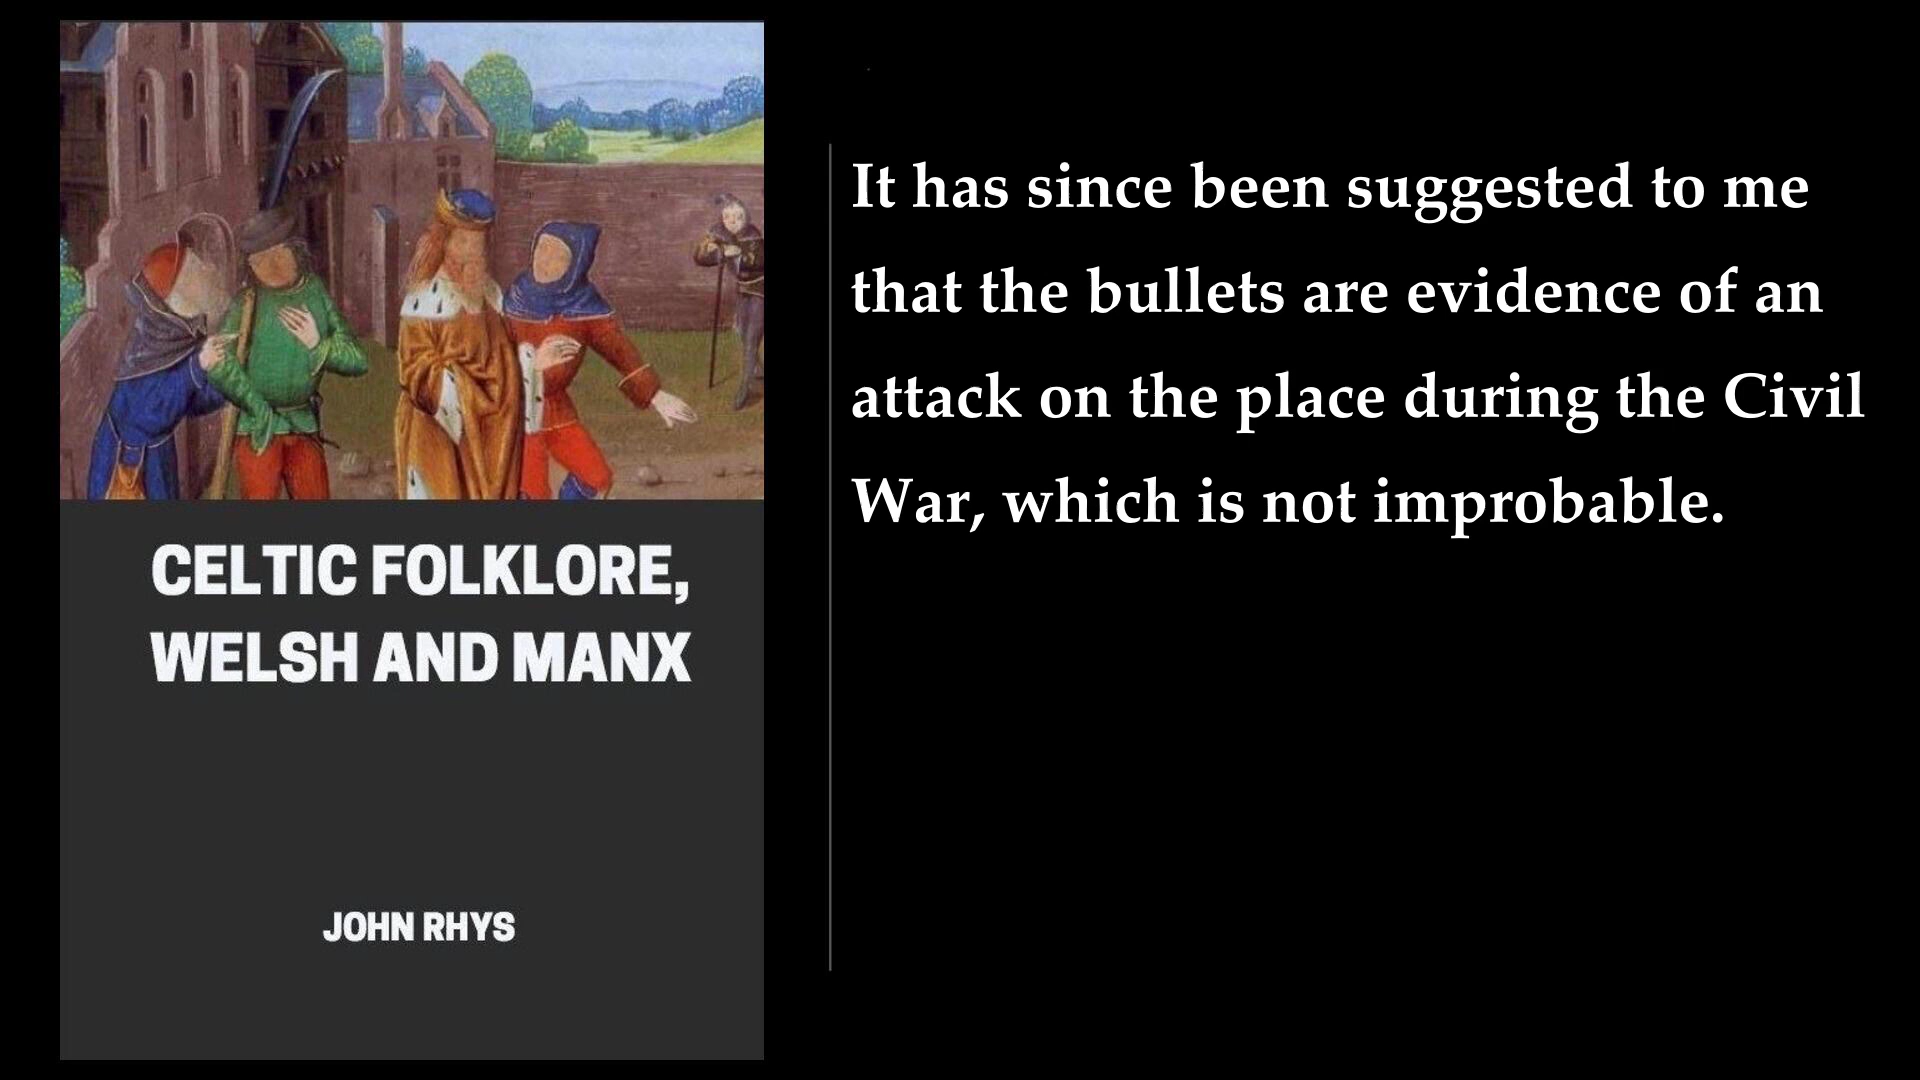 CELTIC FOLKLORE,
WELSH AND MANX
JOHN RHYS
It has since been suggested to me
that the bullets are evidence of an
attack on the place during the Civil
War, which is not improbable.